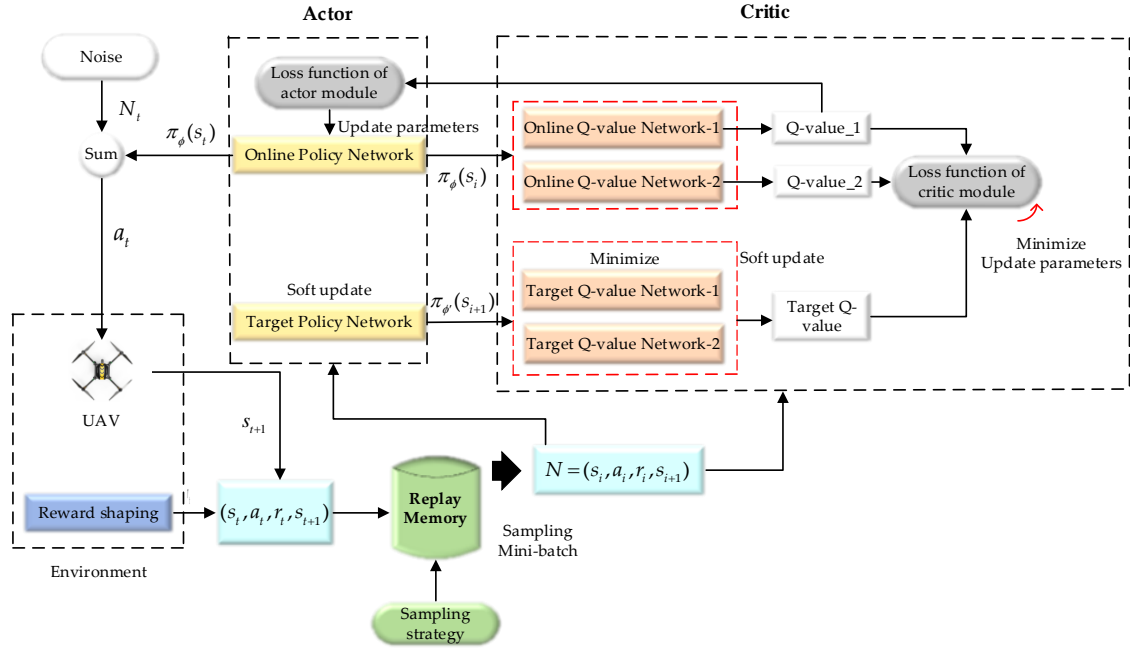 Actor
Critic
Noise
Loss function of
actor module
N_t
Update parameters
π_ϕ(s_t)
Sum
Online Policy Network
π_ϕ(s_i)
Online Q-value Network-1
Q-value_1
Online Q-value Network-2
Q-value_2
Loss function of
critic module
a_t
Minimize
Update parameters
Minimize
Soft update
Soft update
Target Q-value Network-1
π_ϕ'(s_{i+1})
Target Policy Network
Target Q-
value
Target Q-value Network-2
UAV
s_{t+1}
N=(s_i,a_i,r_i,s_{i+1})
Reward shaping
(s_t,a_t,r_t,s_{t+1})
Replay
Memory
Sampling
Mini-batch
Environment
Sampling
strategy